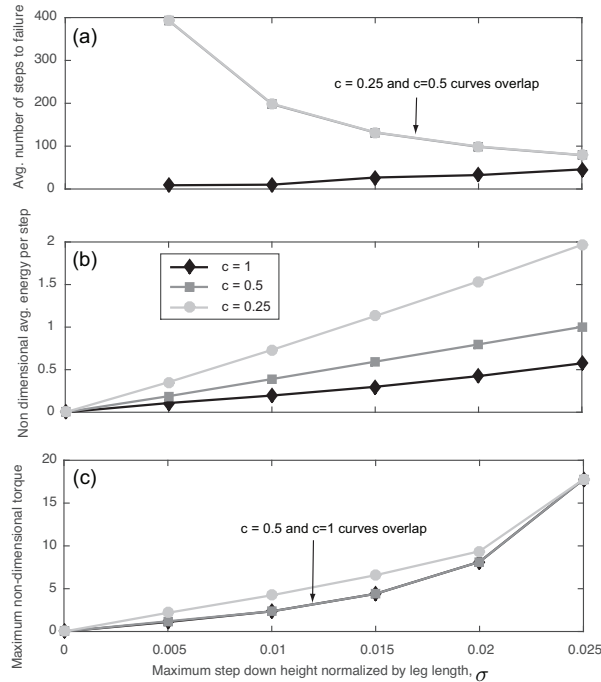 (a)
Avg. number of steps to failure
400
300
200
100
0
c = 0.25 and c=0.5 curves overlap
(b)
Non dimensional avg. energy per step
2
1.5
1
0.5
0
c = 1
c = 0.5
c = 0.25
(c)
Maximum non-dimensional torque
20
15
10
5
0
c = 0.5 and c=1 curves overlap
0 0.005 0.01 0.015 0.02 0.025
Maximum step down height normalized by leg length, σ